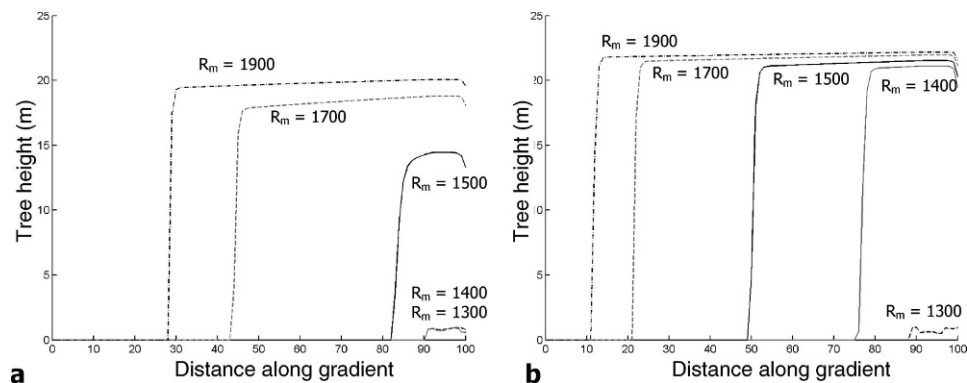 25
20
15
10
5
0
Tree height (m)
R_m = 1900
R_m = 1700
R_m = 1500
R_m = 1400
R_m = 1300
0 10 20 30 40 50 60 70 80 90 100
Distance along gradient
a
25
20
15
10
5
0
Tree height (m)
R_m = 1900
R_m = 1700
R_m = 1500
R_m = 1400
R_m = 1300
0 10 20 30 40 50 60 70 80 90 100
Distance along gradient
b